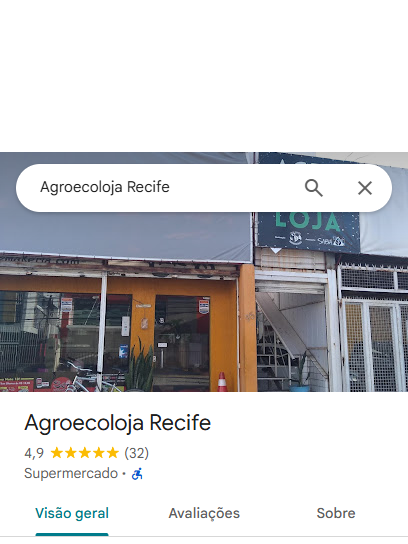 Agroecoloja Recife
LOJA
Agroecoloja Recife
4,9 (32)
Supermercado ·
Visão geral
Avaliações
Sobre